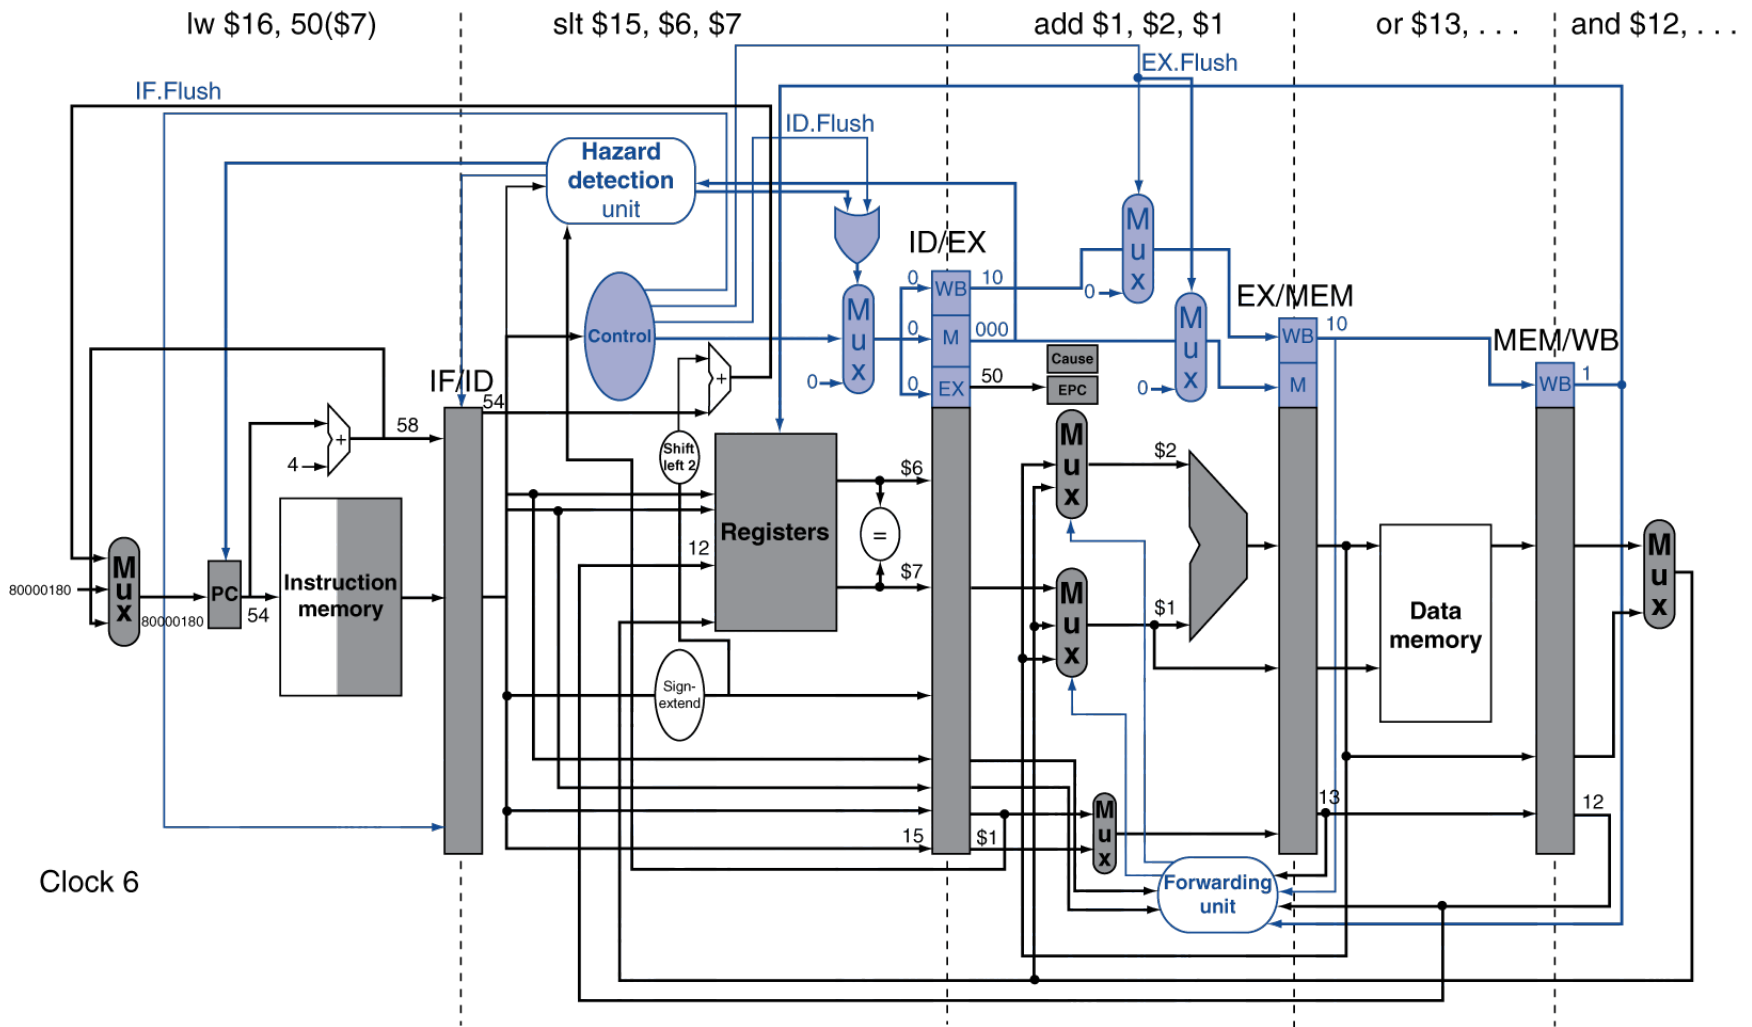 lw $16, 50($7)
slt $15, $6, $7
add $1, $2, $1
or $13, . . .
and $12, . . .
EX.Flush
IF.Flush
ID.Flush
Hazard
detection
unit
M
u
x
ID/EX
0
WB
10
0
M
u
x
EX/MEM
Control
M
u
x
0
M
000
M
u
x
WB
10
MEM/WB
Cause
0
0
EX
50
EPC
0
M
WB
1
IF/ID
54
+
58
+
4
Shift
left 2
M
u
x
$2
$6
Registers
=
12
$7
M
u
x
80000180
M
u
x
PC
80000180
54
Instruction
memory
M
u
x
$1
Data
memory
M
u
x
Sign-
extend
13
12
M
u
x
15
$1
Clock 6
Forwarding
unit